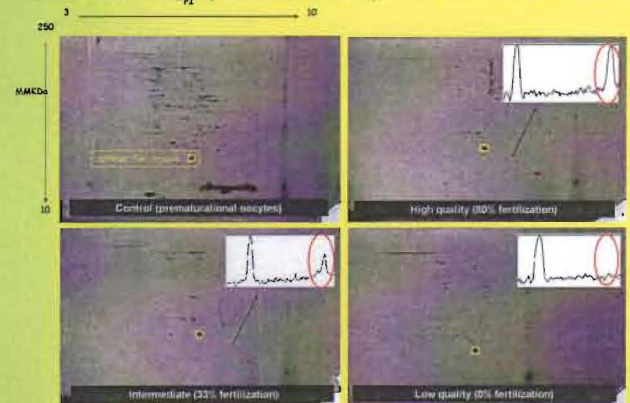 PI
3
10
250
MMKDa
10
Control (prematurational oocytes)
High quality (80% fertilization)
Intermediate (33% fertilization)
Low quality (0% fertilization)